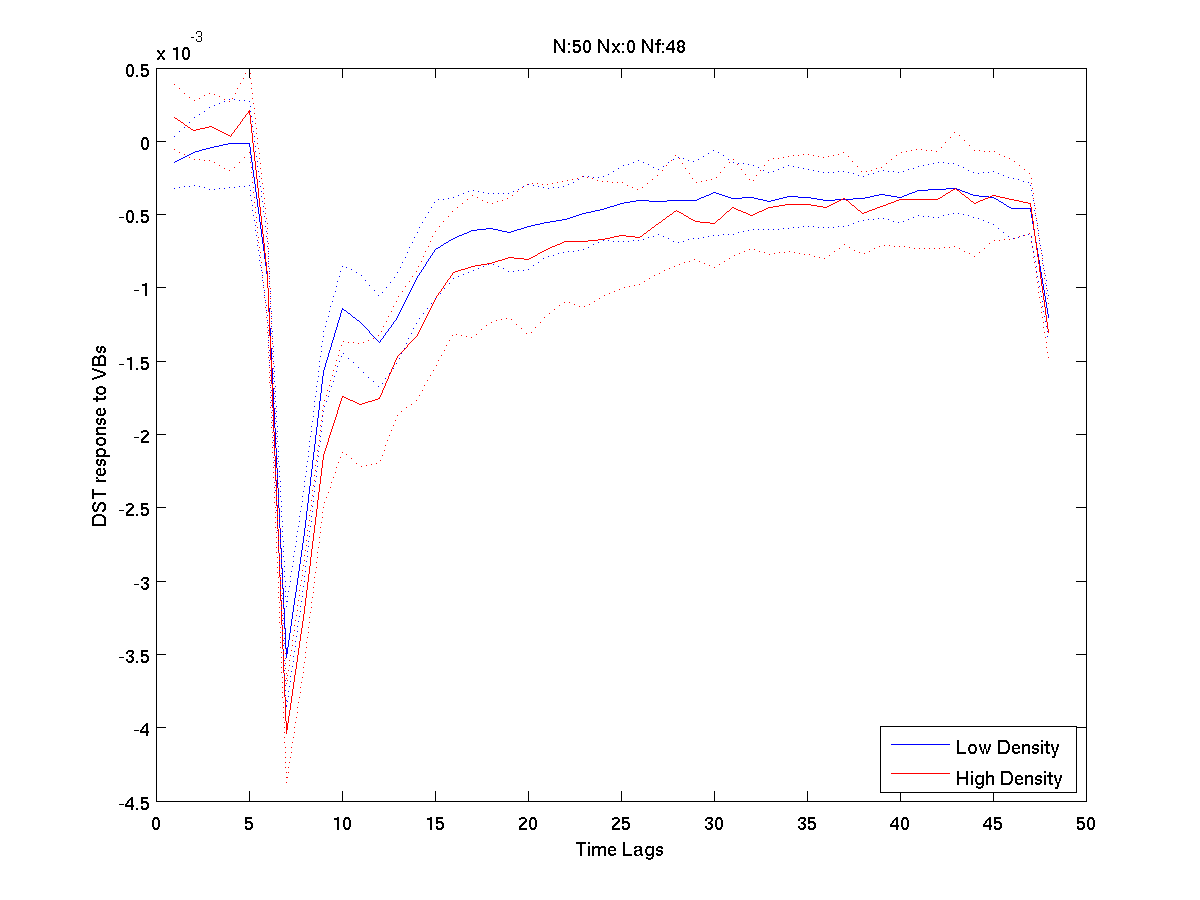 N:50 Nx:0 Nf:48
x 10^-3
0.5
0
-0.5
-1
-1.5
-2
-2.5
-3
-3.5
-4
-4.5
DST response to VBs
0 5 10 15 20 25 30 35 40 45 50
Time Lags
Low Density
High Density